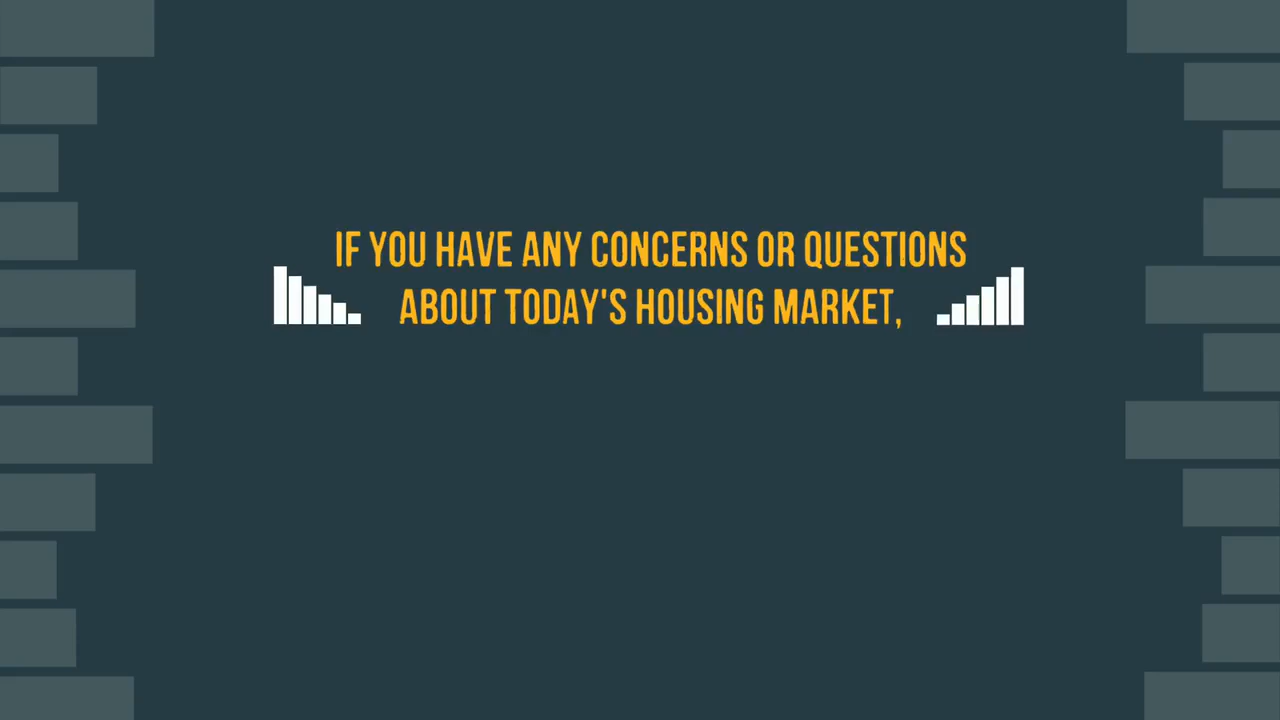 IF YOU HAVE ANY CONCERNS OR QUESTIONS
ABOUT TODAY'S HOUSING MARKET,